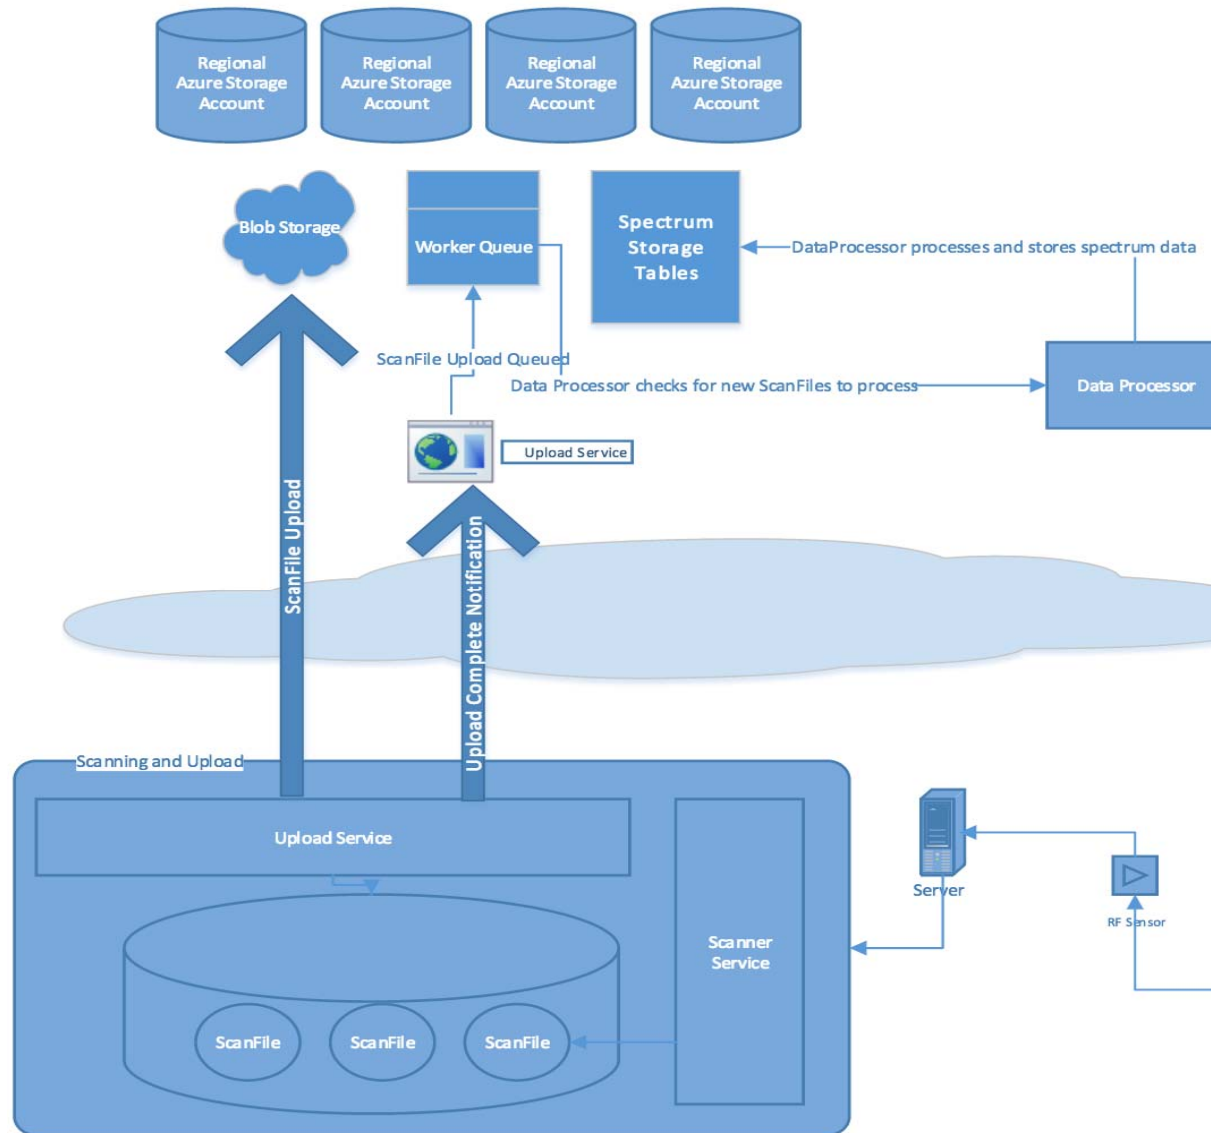 Regional
Azure Storage
Account
Regional
Azure Storage
Account
Regional
Azure Storage
Account
Regional
Azure Storage
Account
Blob Storage
Worker Queue
Spectrum
Storage
Tables
DataProcessor processes and stores spectrum data
ScanFile Upload Queued
Data Processor checks for new ScanFiles to process
Data Processor
Upload Service
ScanFile Upload
Upload Complete Notification
Scanning and Upload
Upload Service
Server
RF Sensor
Scanner
Service
ScanFile
ScanFile
ScanFile